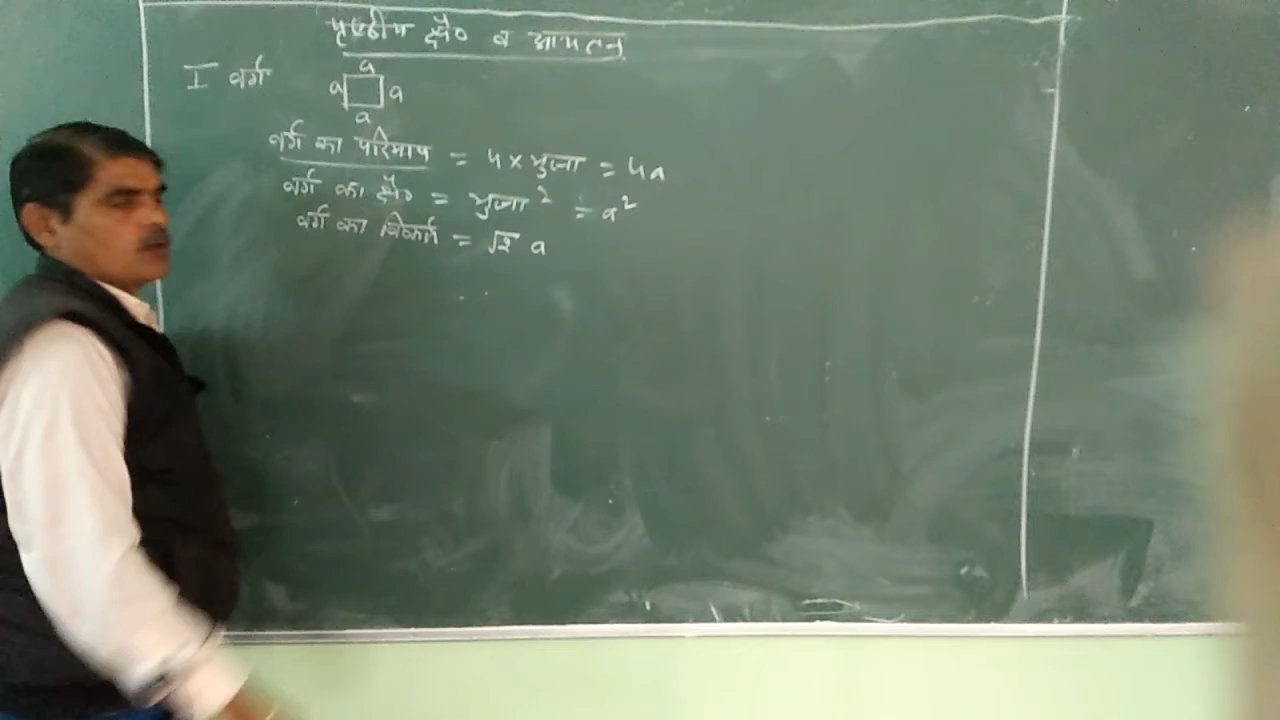 पृष्ठीय क्षे० व आयतन
I वर्ग
a
a a
a
वर्ग का परिमाप = 4 × भुजा = 4a
वर्ग का क्षे० = भुजा² = a²
वर्ग का विकर्ण = √2 a